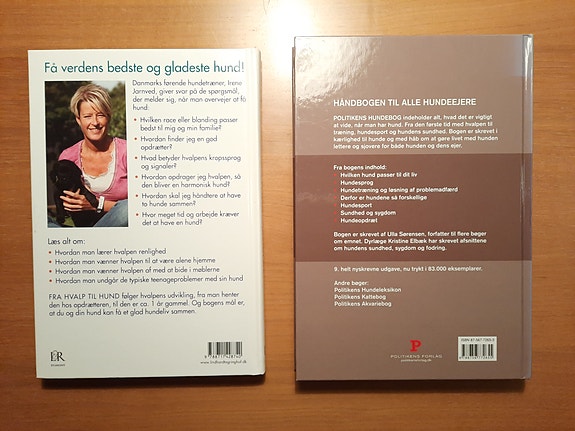 Få verdens bedste og gladeste hund!
Danmarks førende hundetræner, Irene
Jarnved, giver svar på de spørgsmål,
der melder sig, når man overvejer at få
hund:
• Hvilken race eller blanding passer
bedst til mig og min familie?
• Hvordan finder jeg en god
opdrætter?
• Hvad betyder hvalpens kropssprog
og signaler?
• Hvordan opdrager jeg hvalpen, så
den bliver en harmonisk hund?
• Hvordan skal jeg håndtere at have
to hunde sammen?
• Hvor meget tid og arbejde kræver
det at have en hund?
Læs alt om:
• Hvordan man lærer hvalpen renlighed
• Hvordan man vænner hvalpen til at være alene hjemme
• Hvordan man vænner hvalpen af med at bide i møblerne
• Hvordan man undgår de typiske teenageproblemer med sin hund
FRA HVALP TIL HUND følger hvalpens udvikling, fra man henter
den hos opdrætteren, til den er ca. 1 år gammel. Og bogens mål er,
at du og din hund kan få et glad hundeliv sammen.
L&R
HÅNDBOGEN TIL ALLE HUNDEEJERE
POLITIKENS HUNDEBOG indeholder alt, hvad det er vigtigt
at vide, når man har hund. Fra den første tid med hvalpen til
træning, hundesport og hundens sundhed. Bogen er skrevet i
kærlighed til hunde og med håb om at gøre livet med hunden
lettere og sjovere for både hunden og dens ejer.
Fra bogens indhold:
Hvilken hund passer til dit liv
Hundesprog
Hundetræning og løsning af problemadfærd
Derfor er hundene så forskellige
Hundesport
Sundhed og sygdom
Hundeopdræt
Bogen er skrevet af Ulla Sørensen, forfatter til flere bøger
om emnet. Dyrlæge Kristine Elbæk har skrevet afsnittene
om hundens sundhed, sygdom og fodring.
9. helt nyskrevne udgave, nu trykt i 83.000 eksemplarer.
Andre bøger:
Politikens Hundeleksikon
Politikens Kattebog
Politikens Akvariebog
P
POLITIKENS FORLAG